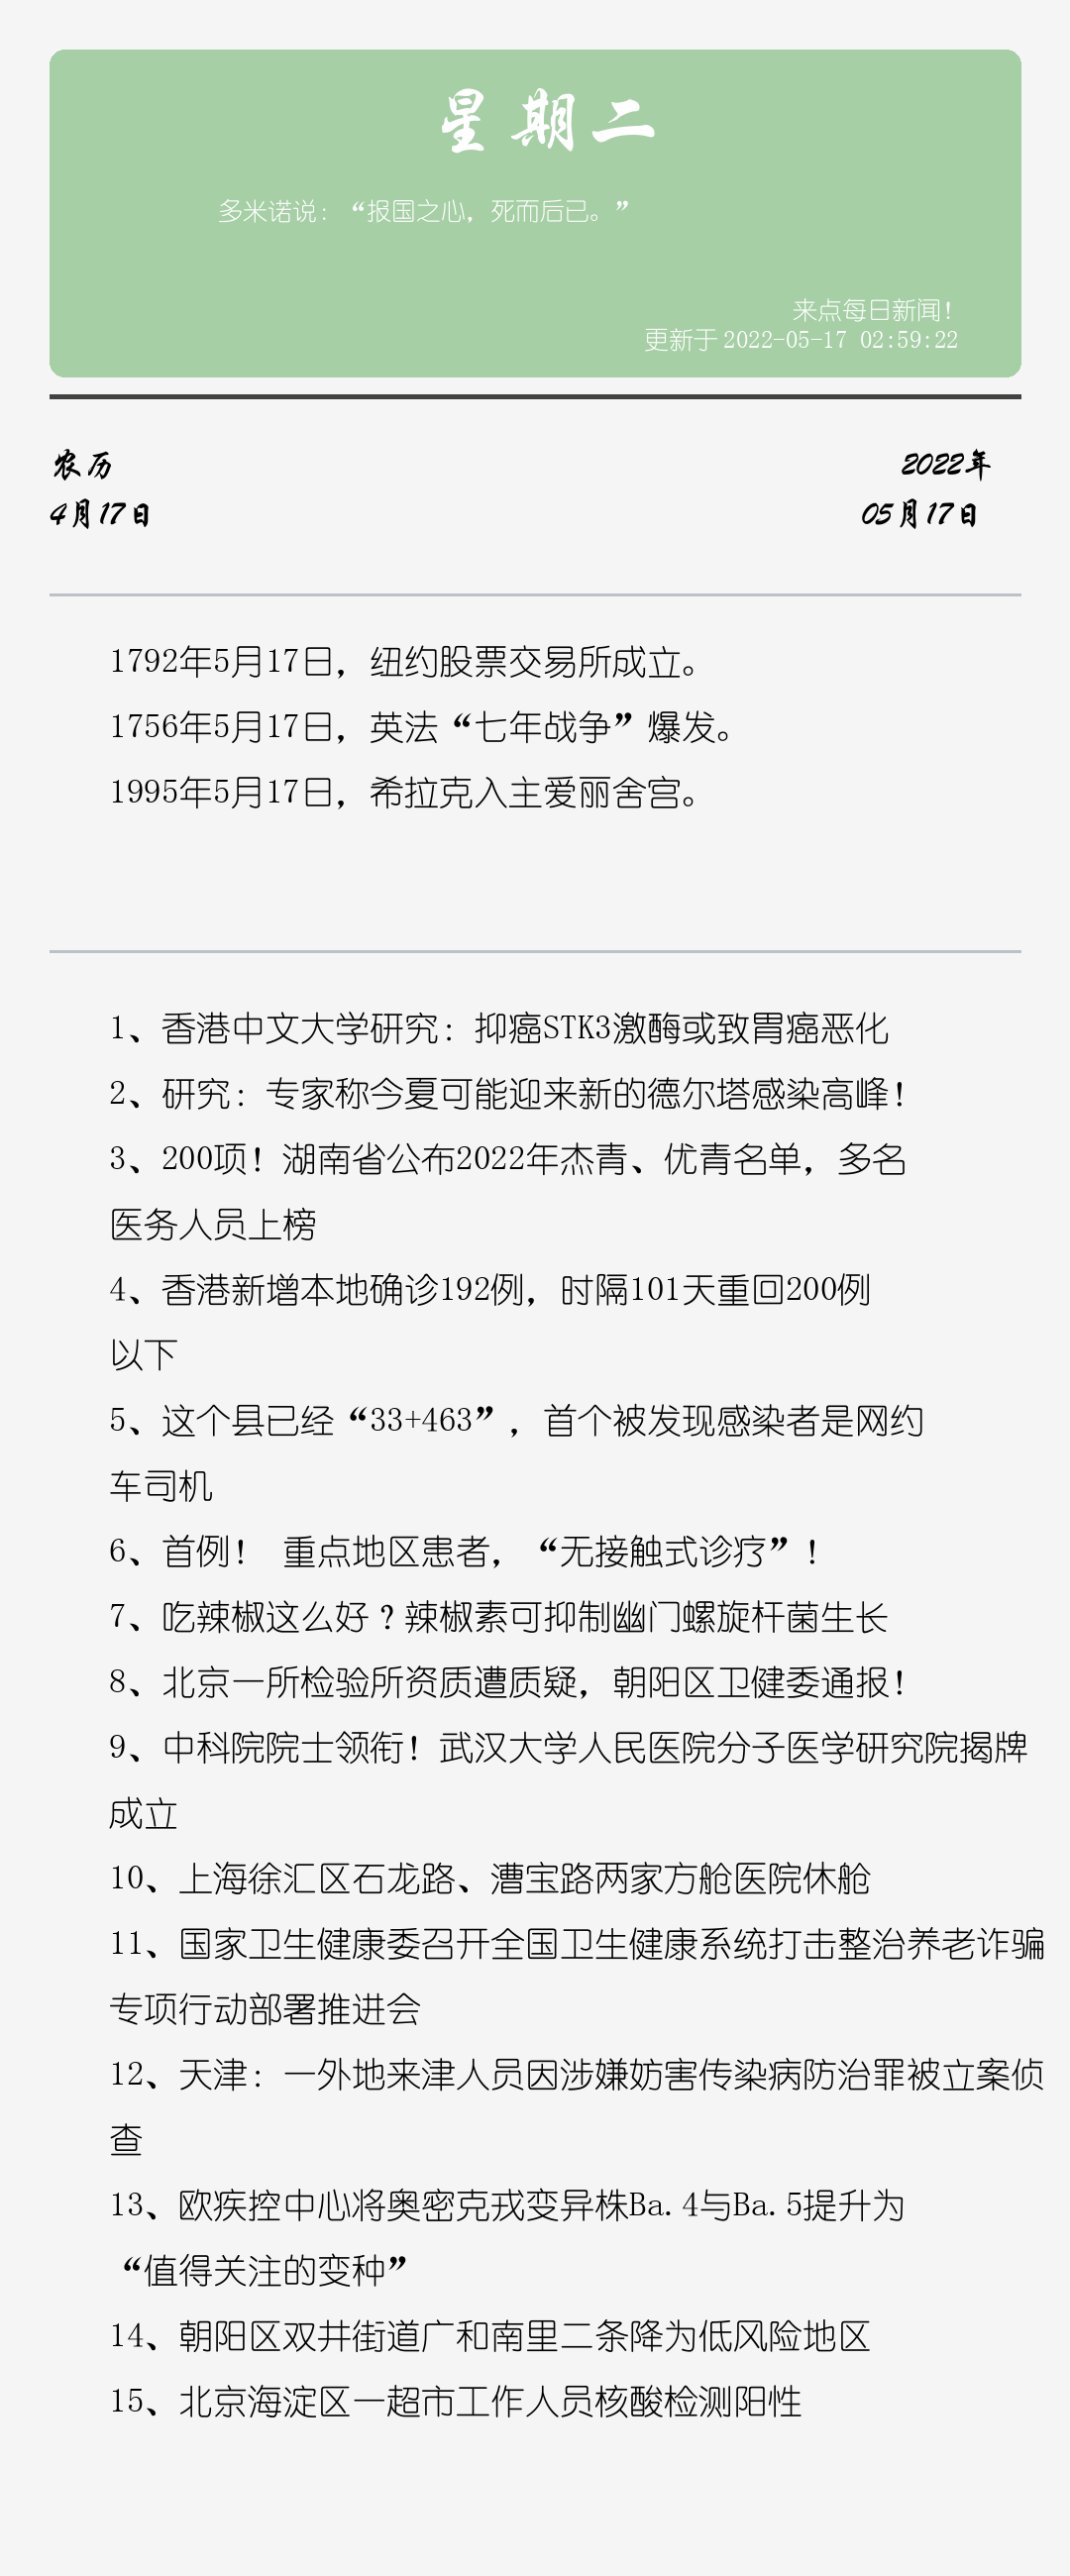 星期二
多米诺说：“报国之心，死而后已。”
来点每日新闻！
更新于 2022-05-17 02:59:22
农历
2022年
4月17日
05月17日
1792年5月17日，纽约股票交易所成立。
1756年5月17日，英法“七年战争”爆发。
1995年5月17日，希拉克入主爱丽舍宫。
1、香港中文大学研究：抑癌STK3激酶或致胃癌恶化
2、研究：专家称今夏可能迎来新的德尔塔感染高峰！
3、200项！湖南省公布2022年杰青、优青名单，多名
医务人员上榜
4、香港新增本地确诊192例，时隔101天重回200例
以下
5、这个县已经“33+463”，首个被发现感染者是网约
车司机
6、首例！ 重点地区患者，“无接触式诊疗”！
7、吃辣椒这么好？辣椒素可抑制幽门螺旋杆菌生长
8、北京一所检验所资质遭质疑，朝阳区卫健委通报！
9、中科院院士领衔！武汉大学人民医院分子医学研究院揭牌
成立
10、上海徐汇区石龙路、漕宝路两家方舱医院休舱
11、国家卫生健康委召开全国卫生健康系统打击整治养老诈骗
专项行动部署推进会
12、天津：一外地来津人员因涉嫌妨害传染病防治罪被立案侦
查
13、欧疾控中心将奥密克戎变异株Ba.4与Ba.5提升为
“值得关注的变种”
14、朝阳区双井街道广和南里二条降为低风险地区
15、北京海淀区一超市工作人员核酸检测阳性